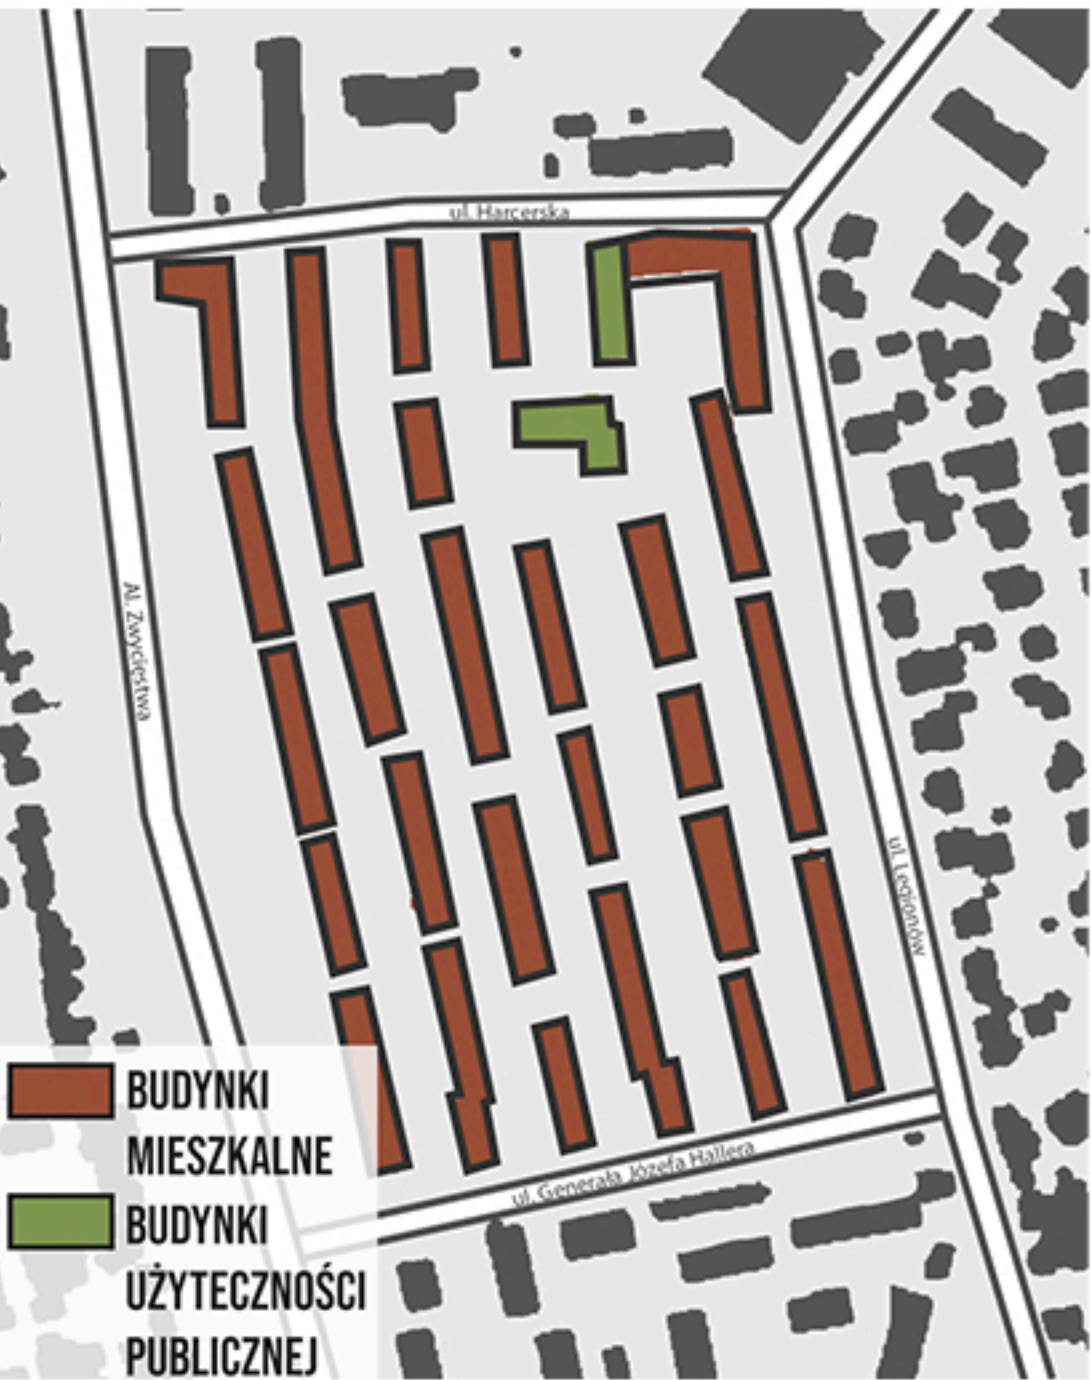 ul. Harcerska
Al. Zwycięstwa
ul. Legionów
ul. Generała Józefa Hallera
BUDYNKI
MIESZKALNE
BUDYNKI
UŻYTECZNOŚCI
PUBLICZNEJ